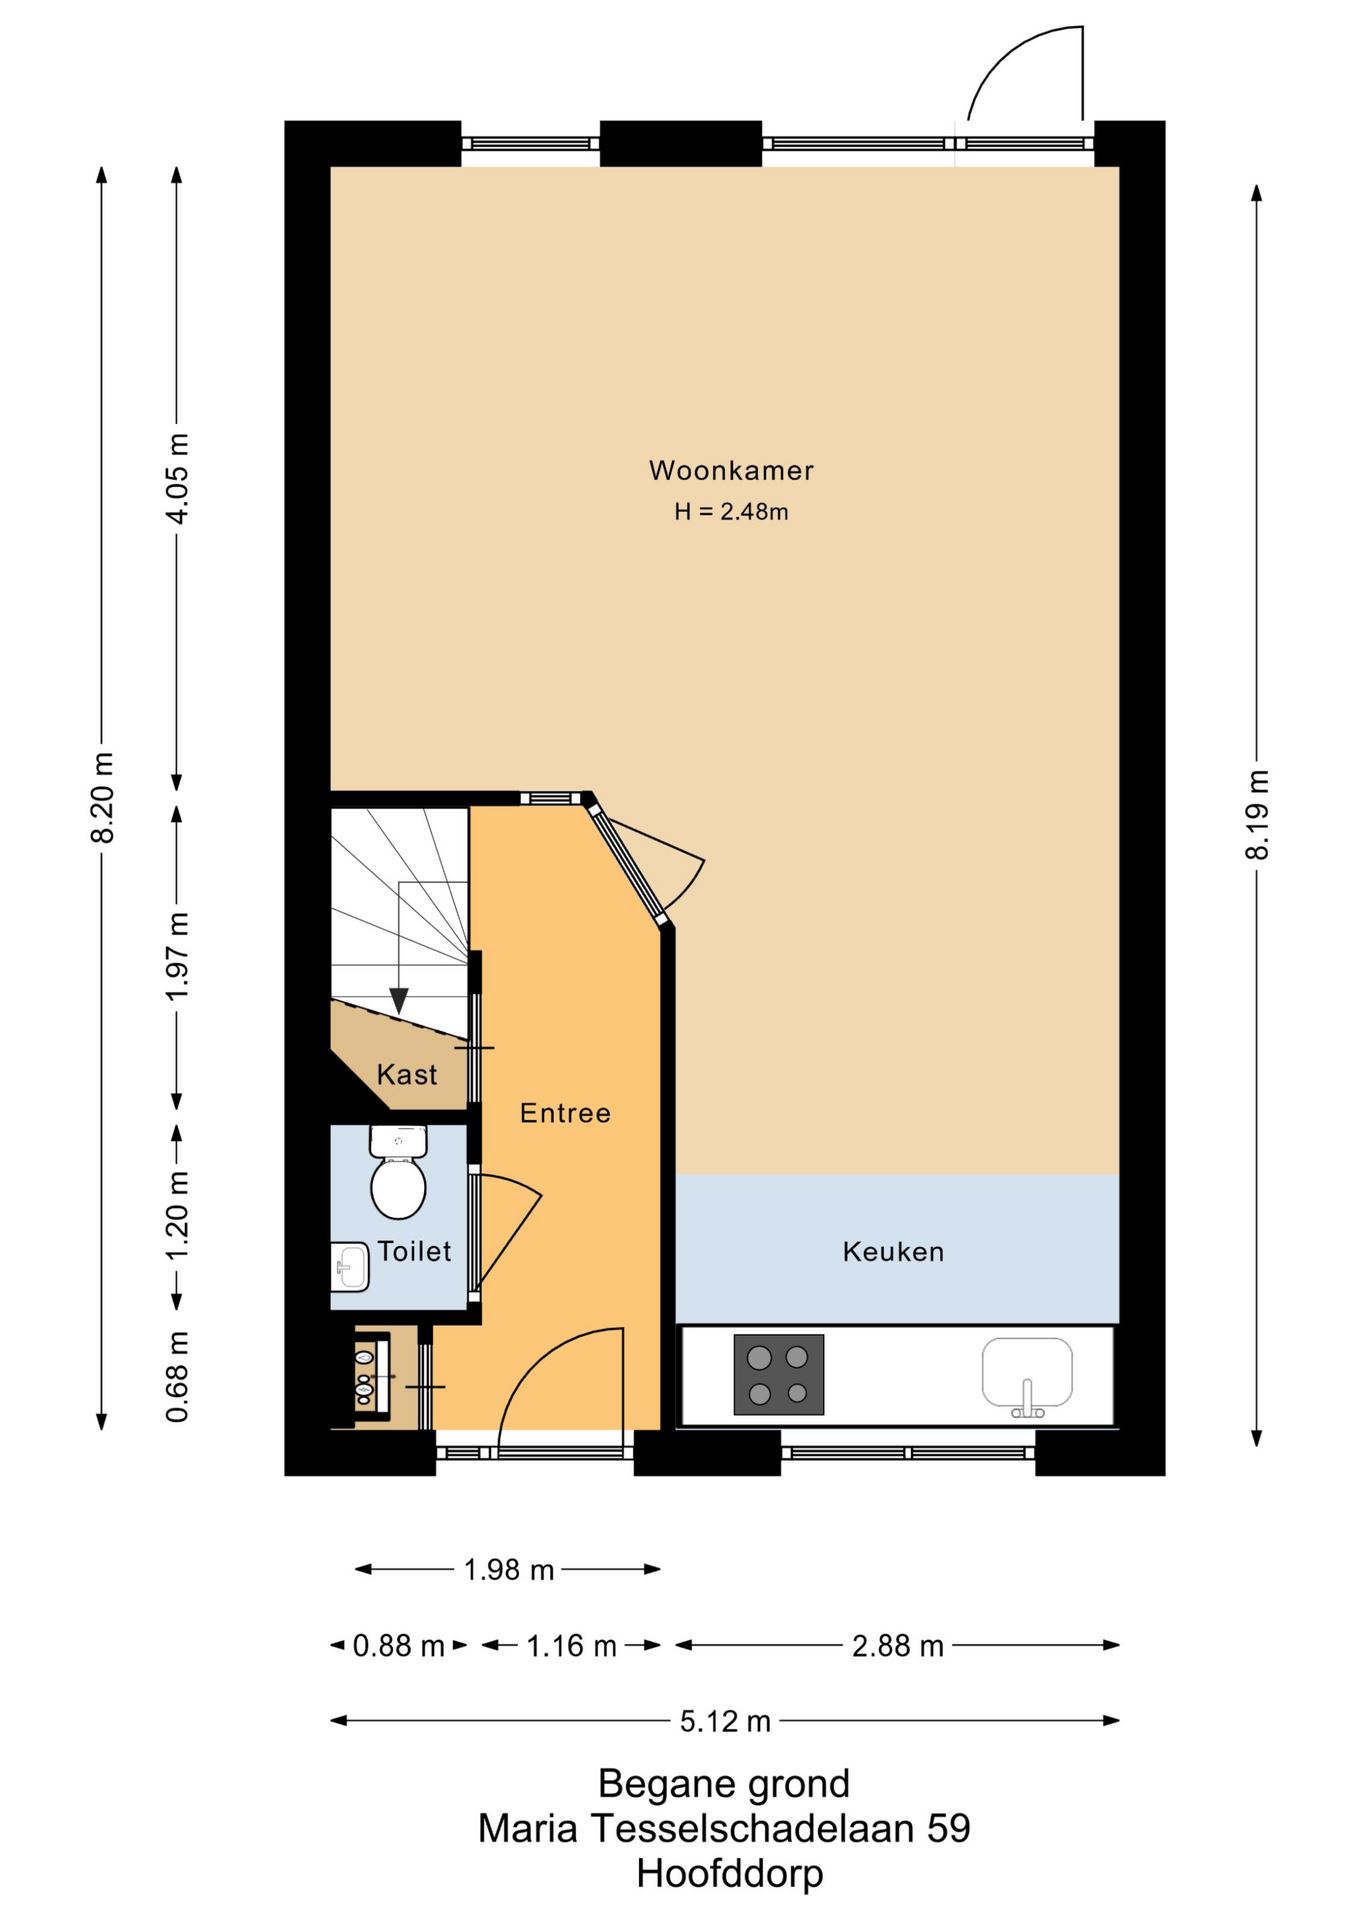 Woonkamer
H = 2.48m
4.05 m
8.20 m
8.19 m
1.97 m
Kast
Entree
1.20 m
Toilet
Keuken
0.68 m
1.98 m
0.88 m
1.16 m
2.88 m
5.12 m
Begane grond
Maria Tesselschadelaan 59
Hoofddorp